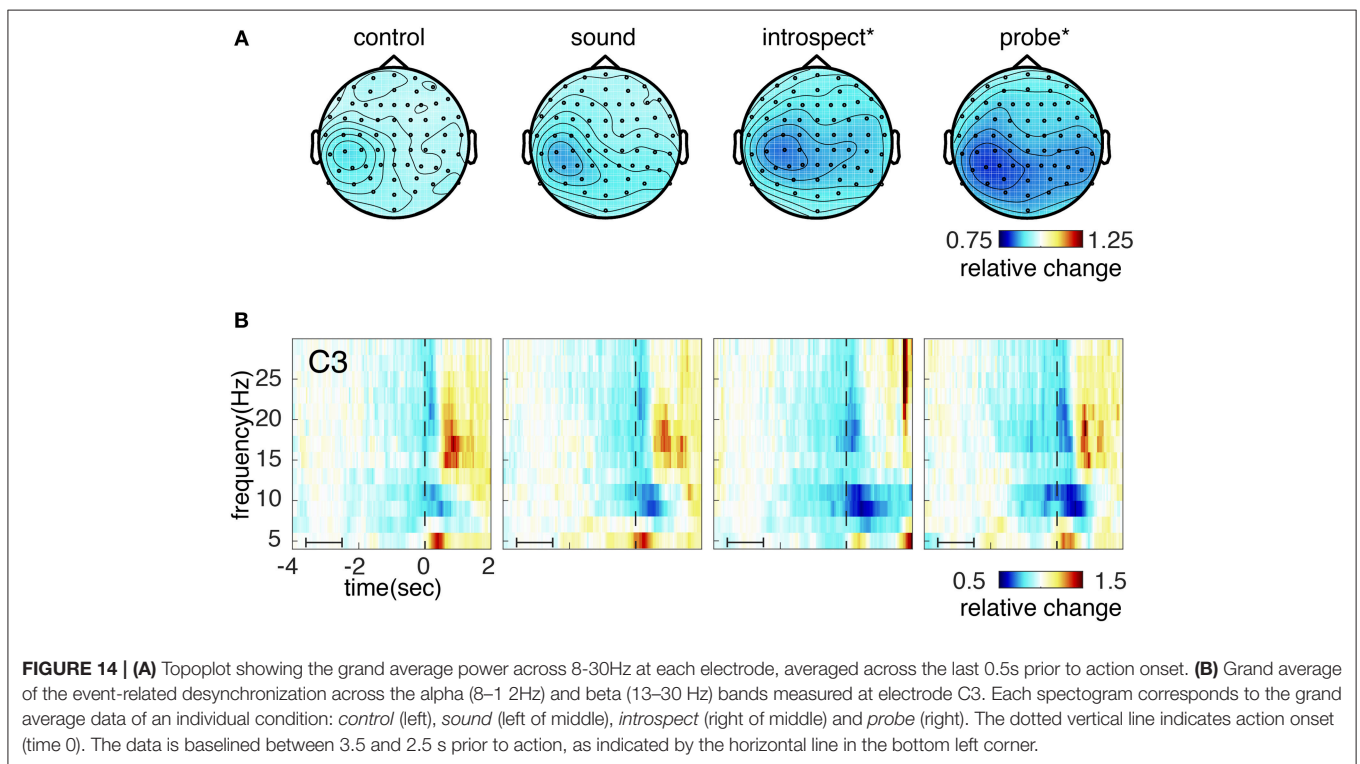 A
control sound introspect* probe*
0.75 1.25
relative change
B
C3
frequency(Hz)
25
20
15
10
5
-4 -2 0 2
time(sec)
0.5 1.5
relative change
FIGURE 14 | (A) Topoplot showing the grand average power across 8-30Hz at each electrode, averaged across the last 0.5s prior to action onset. (B) Grand average
of the event-related desynchronization across the alpha (8–1 2Hz) and beta (13–30 Hz) bands measured at electrode C3. Each spectogram corresponds to the grand
average data of an individual condition: control (left), sound (left of middle), introspect (right of middle) and probe (right). The dotted vertical line indicates action onset
(time 0). The data is baselined between 3.5 and 2.5 s prior to action, as indicated by the horizontal line in the bottom left corner.